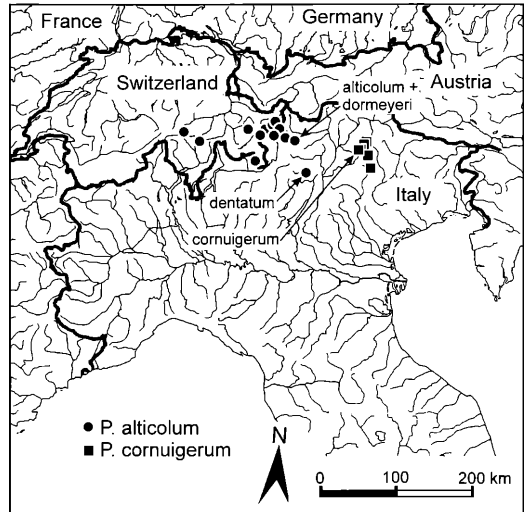 France
Germany
Switzerland
alticolum +
dormeyeri
Austria
dentatum
Italy
cornuigerum
P. alticolum
P. cornuigerum
N
0 100 200 km